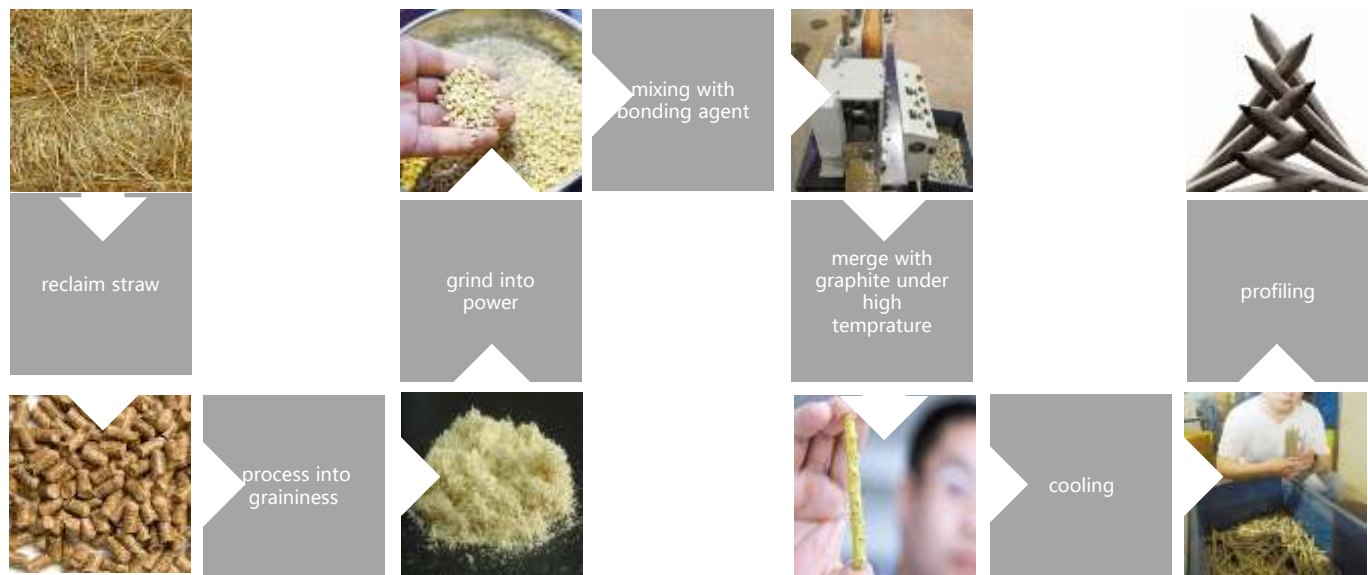 reclaim straw
process into
graininess
grind into
power
mixing with
bonding agent
merge with
graphite under
high
temprature
cooling
profiling